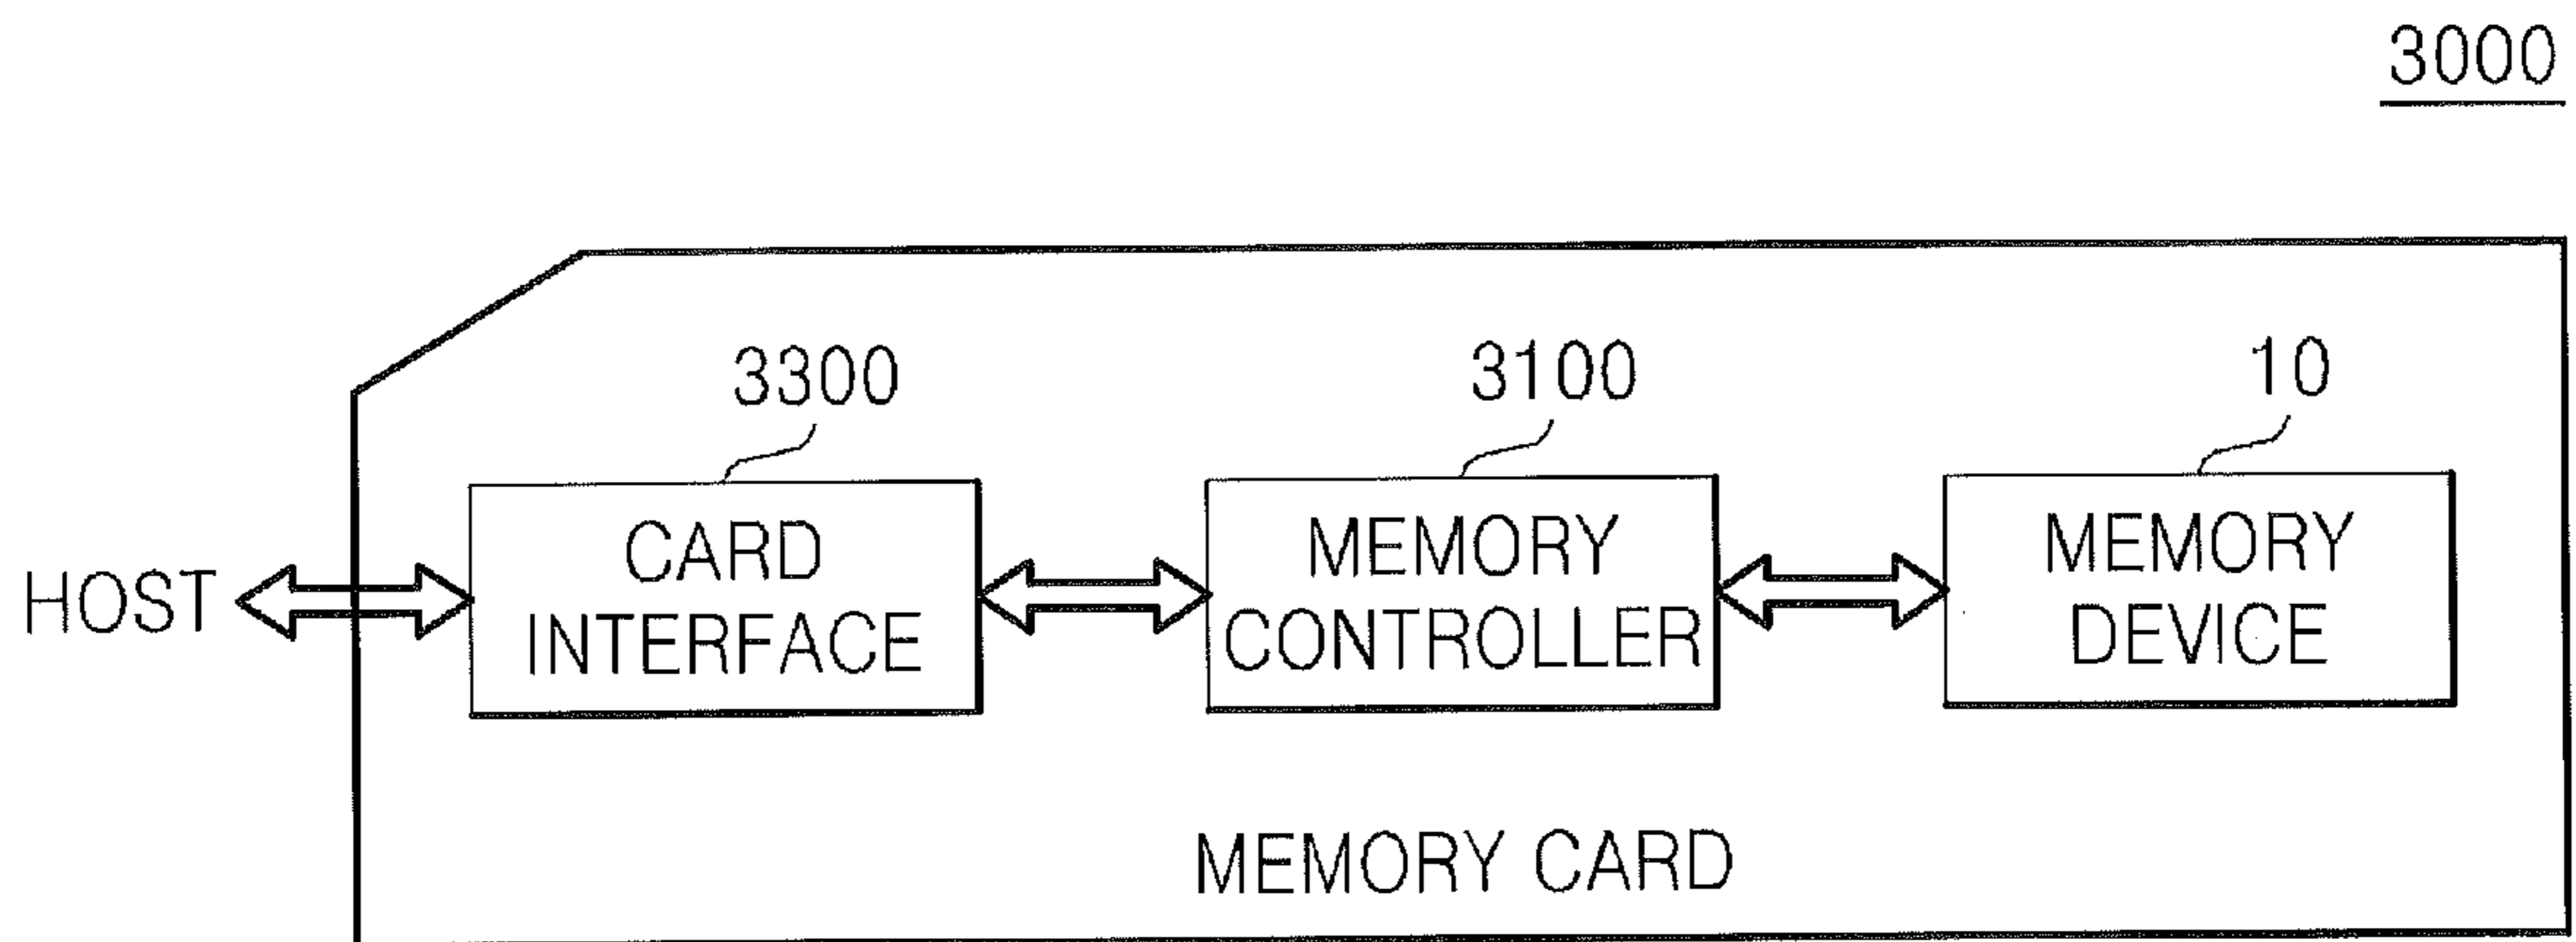 3000
3300
3100
10
HOST
CARD
INTERFACE
MEMORY
CONTROLLER
MEMORY
DEVICE
MEMORY CARD